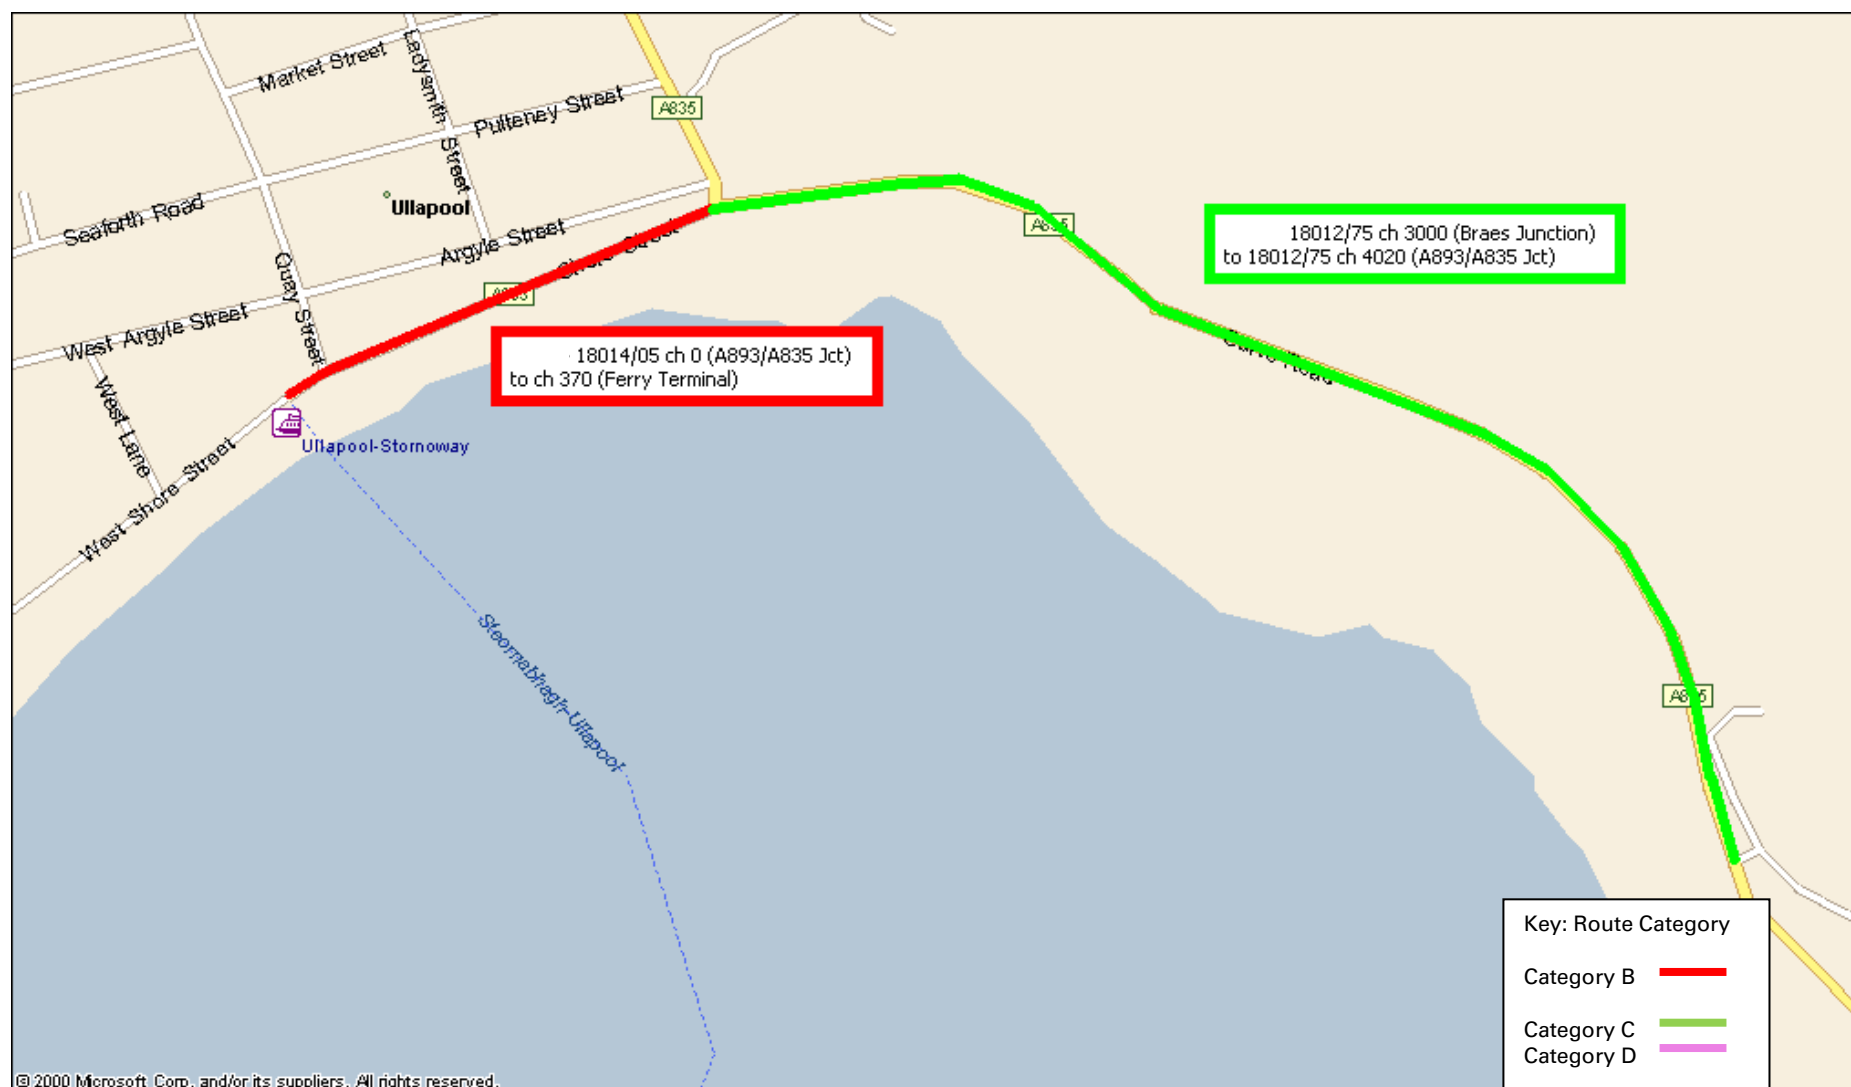 Market Street
Ladysmith Street
Pulteney Street
A835
Ullapool
Seaforth Road
Argyle Street
Street
A835
Quay Street
West Argyle Street
West Lane
West Shore Street
18012/75 ch 3000 (Braes Junction)
to 18012/75 ch 4020 (A893/A835 Jct)
18014/05 ch 0 (A893/A835 Jct)
to ch 370 (Ferry Terminal)
Road
Ullapool-Stornoway
Steornabhagh-Ullapool
Key: Route Category
Category B
Category C
Category D
© 2000 Microsoft Corp. and/or its suppliers. All rights reserved.